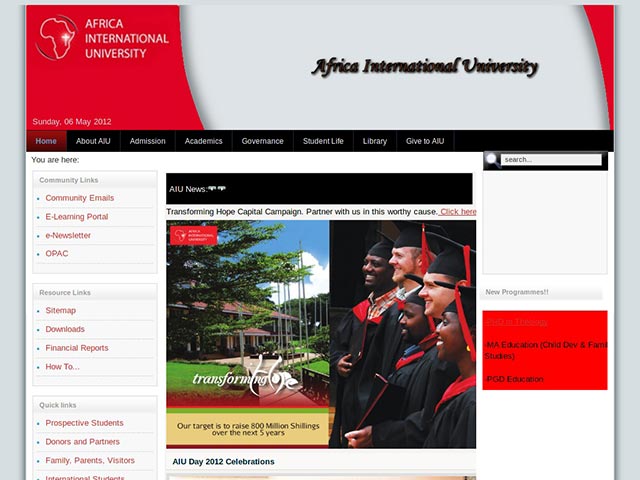 AFRICA
INTERNATIONAL
UNIVERSITY
Africa International University
Sunday, 06 May 2012
Home
About AIU
Admission
Academics
Governance
Student Life
Library
Give to AIU
You are here:
search...
Community Links
Community Emails
E-Learning Portal
e-Newsletter
OPAC
Resource Links
Sitemap
Downloads
Financial Reports
How To...
Quick links
Prospective Students
Donors and Partners
Family, Parents, Visitors
International Students
AIU News:
Transforming Hope Capital Campaign. Partner with us in this worthy cause. Click here
AFRICA
INTERNATIONAL
UNIVERSITY
transforming hope
Our target is to raise 800 Million Shillings
over the next 5 years
AIU Day 2012 Celebrations
New Programmes!!
-PHD in Theology
-MA Education (Child Dev & Famil
Studies)
-PGD Education